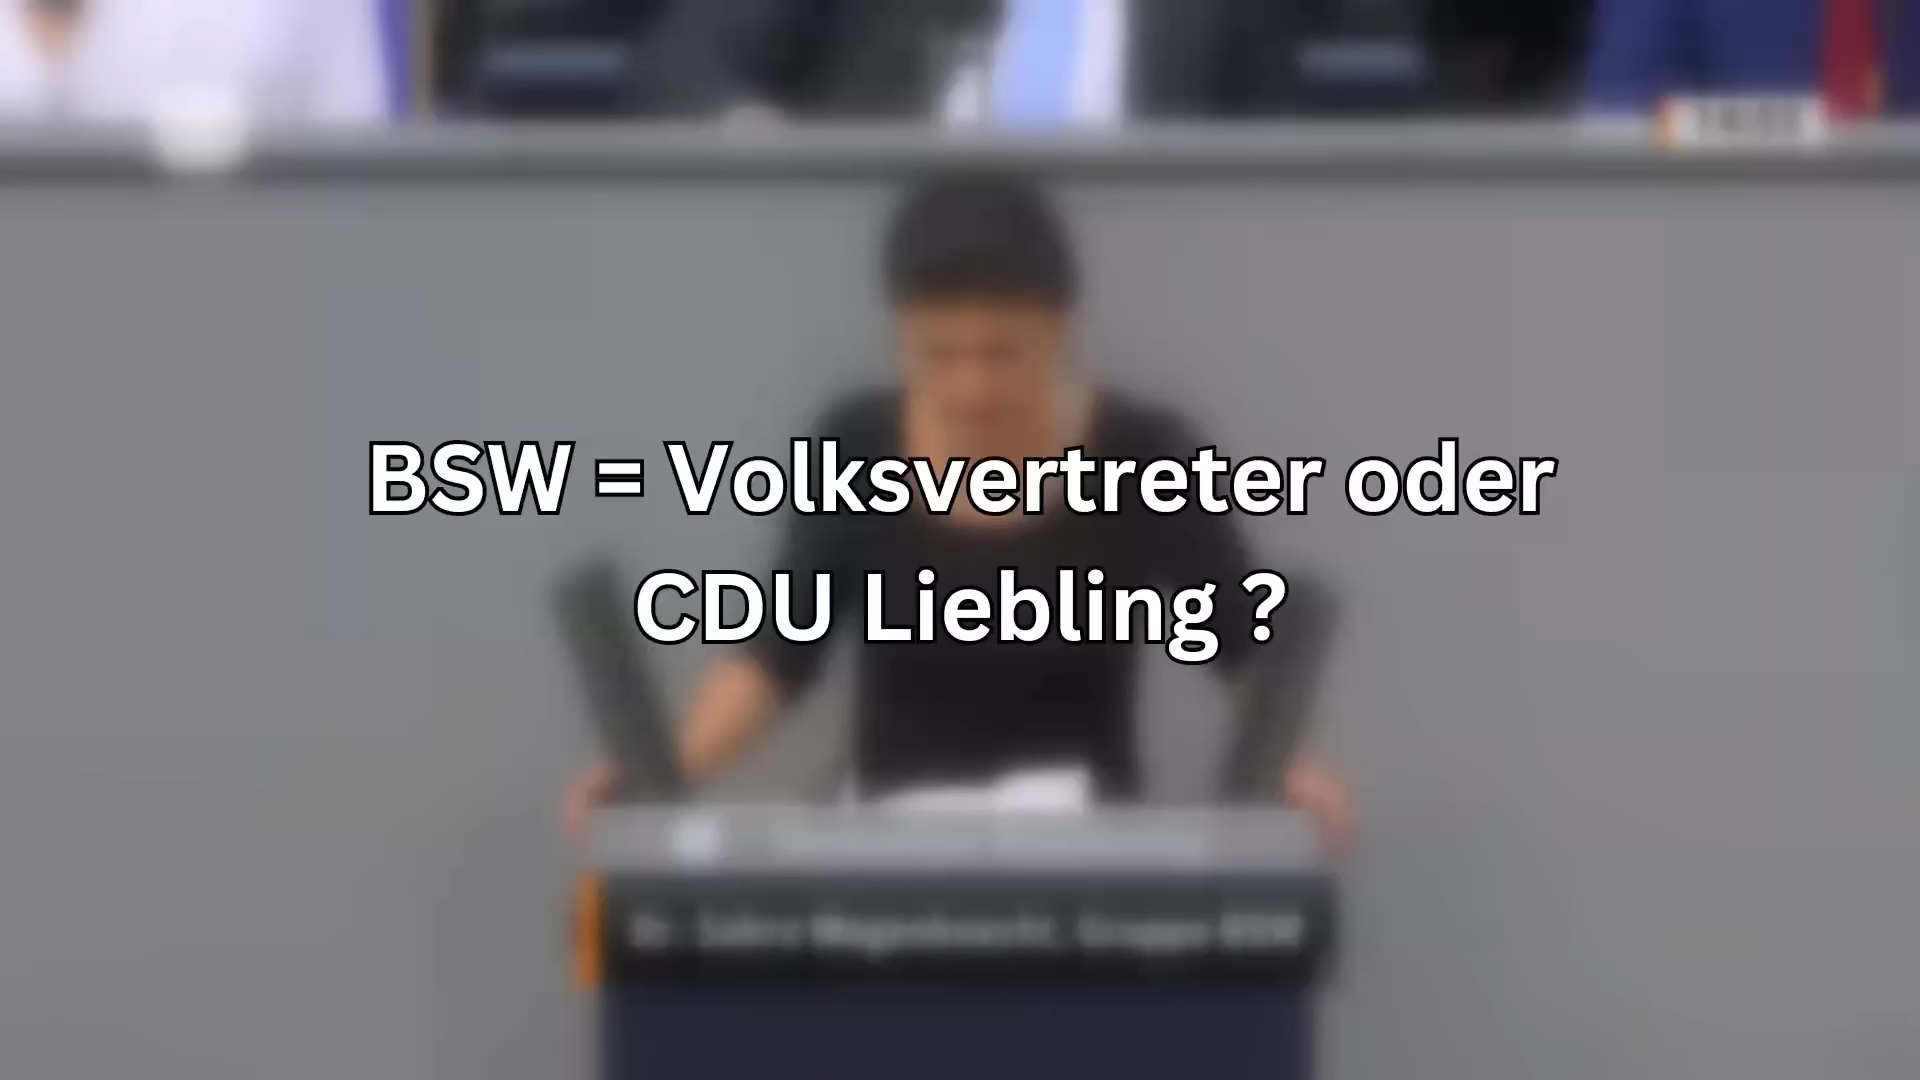 BSW = Volksvertreter oder
CDU Liebling ?